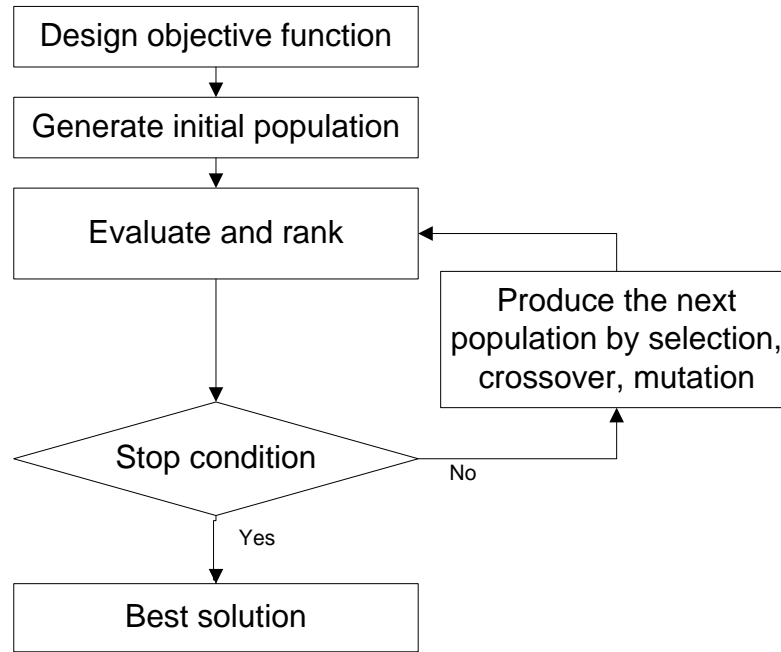 Design objective function
Generate initial population
Evaluate and rank
Produce the next
population by selection,
crossover, mutation
Stop condition
No
Yes
Best solution